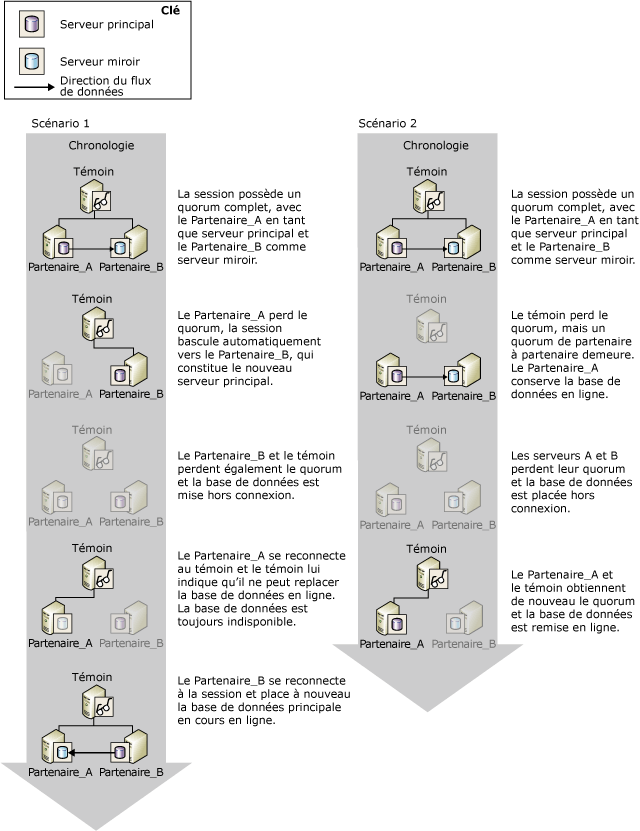 Clé
Serveur principal
Serveur miroir
Direction du flux
de données
Scénario 1
Chronologie
Témoin
Partenaire_A Partenaire_B
La session possède un
quorum complet, avec
le Partenaire_A en tant
que serveur principal et
le Partenaire_B comme
serveur miroir.
Témoin
Partenaire_A Partenaire_B
Le Partenaire_A perd le
quorum, la session
bascule automatiquement
vers le Partenaire_B, qui
constitue le nouveau
serveur principal.
Témoin
Partenaire_A Partenaire_B
Le Partenaire_B et le témoin
perdent également le quorum
et la base de données est
mise hors connexion.
Témoin
Partenaire_A Partenaire_B
Le Partenaire_A se reconnecte
au témoin et le témoin lui
indique qu'il ne peut replacer
la base de données en ligne.
La base de données est
toujours indisponible.
Témoin
Partenaire_A Partenaire_B
Le Partenaire_B se reconnecte
à la session et place à nouveau
la base de données principale
en cours en ligne.
Scénario 2
Chronologie
Témoin
Partenaire_A Partenaire_B
La session possède un
quorum complet, avec
le Partenaire_A en tant
que serveur principal
et le Partenaire_B
comme serveur miroir.
Témoin
Partenaire_A Partenaire_B
Le témoin perd le
quorum, mais un
quorum de partenaire
à partenaire demeure.
Le Partenaire_A
conserve la base de
données en ligne.
Témoin
Partenaire_A Partenaire_B
Les serveurs A et B
perdent leur quorum
et la base de données
est placée hors
connexion.
Témoin
Partenaire_A Partenaire_B
Le Partenaire_A et
le témoin obtiennent
de nouveau le quorum
et la base de données
est remise en ligne.